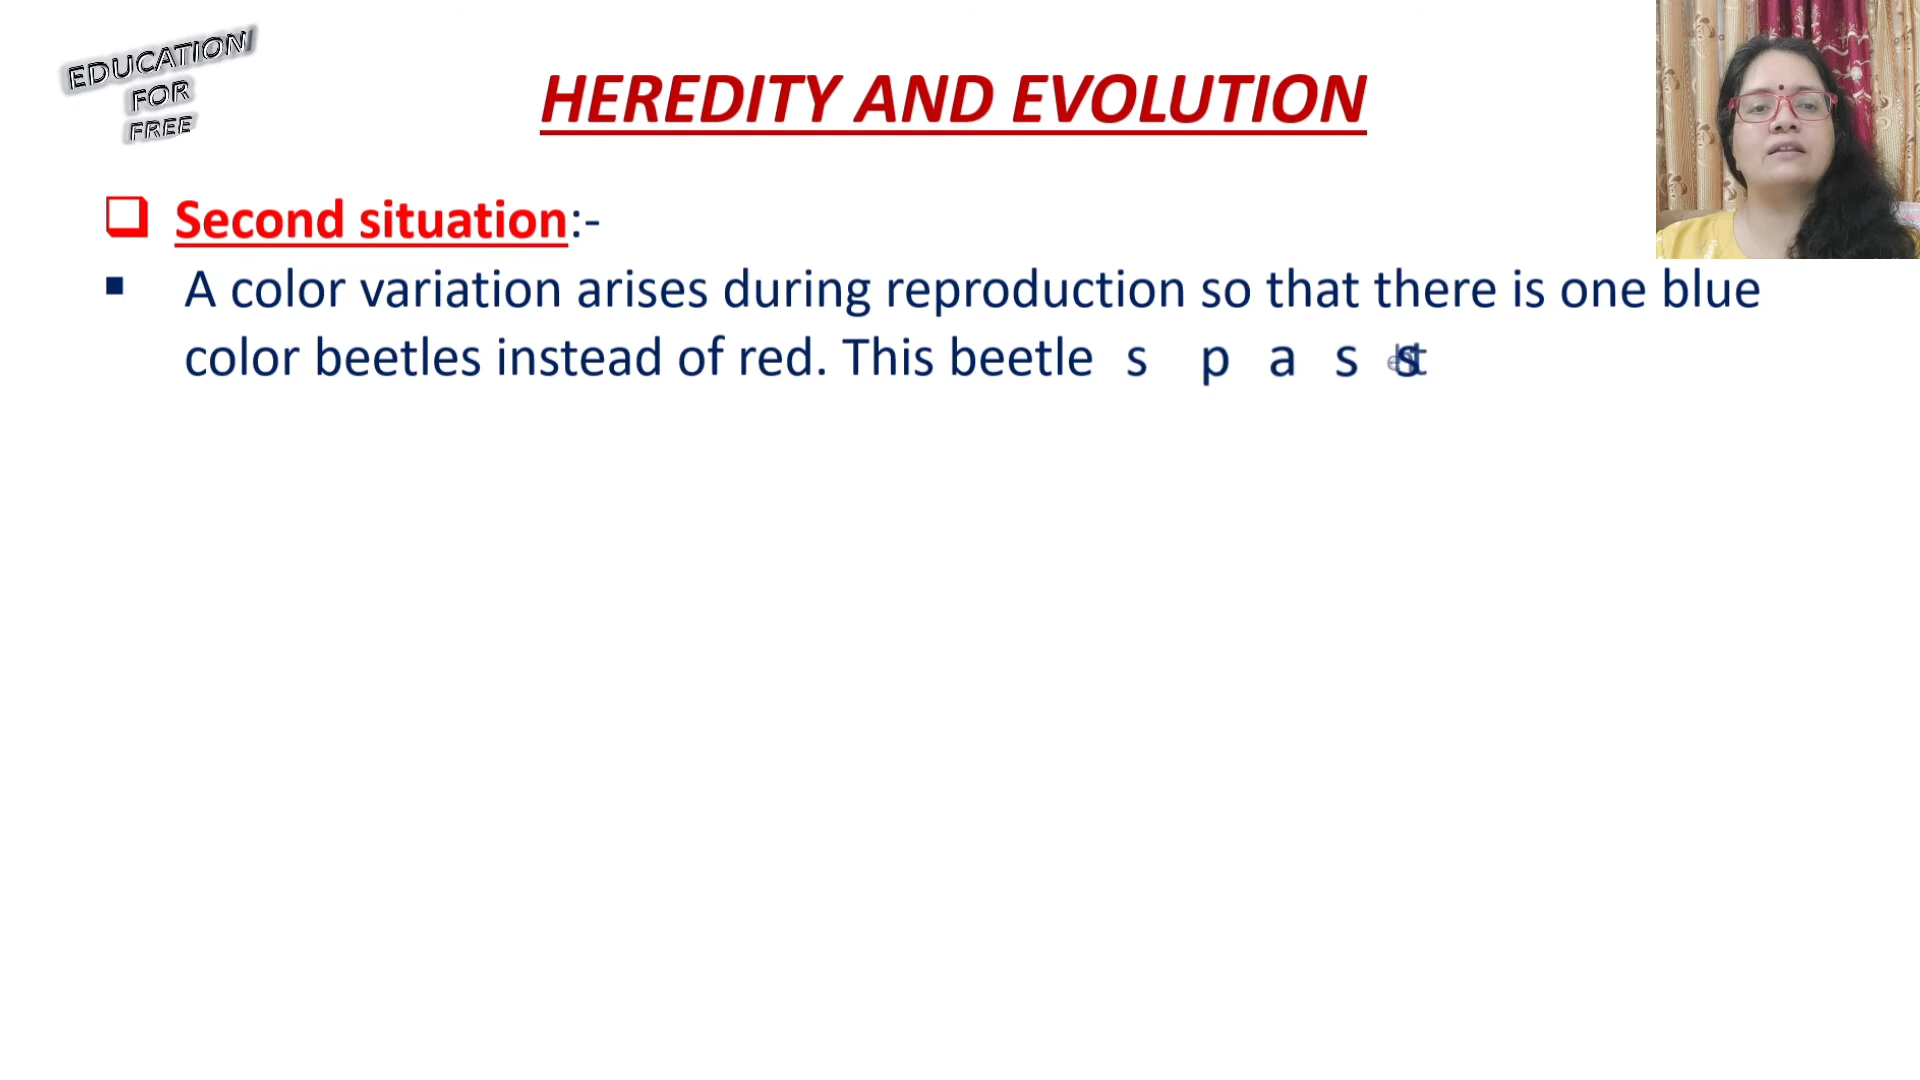 EDUCATION
FOR
FREE
HEREDITY AND EVOLUTION
Second situation:-
A color variation arises during reproduction so that there is one blue
color beetles instead of red. This beetle s p a s s